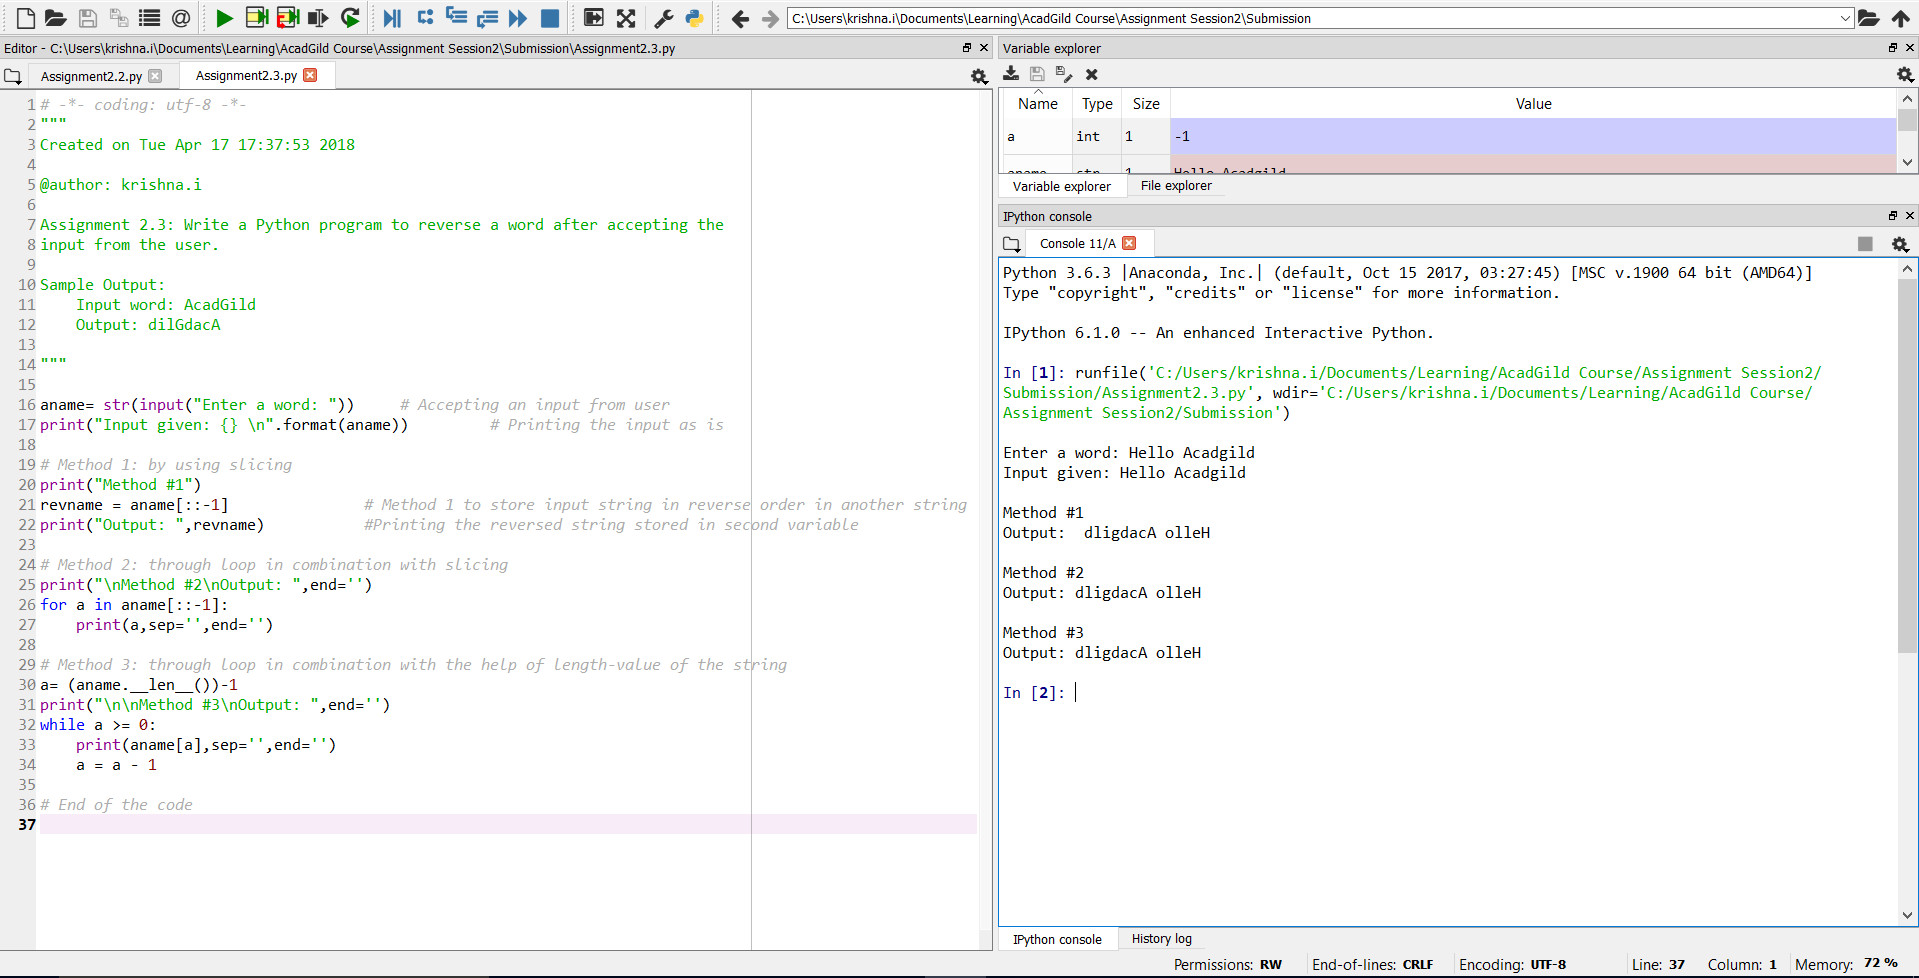 C:\Users\krishna.i\Documents\Learning\AcadGild Course\Assignment Session2\Submission
Editor - C:\Users\krishna.i\Documents\Learning\AcadGild Course\Assignment Session2\Submission\Assignment2.3.py
Assignment2.2.py
Assignment2.3.py
1 # -*- coding: utf-8 -*-
2 """
3 Created on Tue Apr 17 17:37:53 2018
4
5 @author: krishna.i
6
7 Assignment 2.3: Write a Python program to reverse a word after accepting the
8 input from the user.
9
10 Sample Output:
11     Input word: AcadGild
12     Output: dilGdacA
13
14 """
15
16 aname= str(input("Enter a word: "))     # Accepting an input from user
17 print("Input given: {} \n".format(aname))         # Printing the input as is
18
19 # Method 1: by using slicing
20 print("Method #1")
21 revname = aname[::-1]               # Method 1 to store input string in reverse order in another string
22 print("Output: ",revname)           #Printing the reversed string stored in second variable
23
24 # Method 2: through loop in combination with slicing
25 print("\nMethod #2\nOutput: ",end='')
26 for a in aname[::-1]:
27     print(a,sep='',end='')
28
29 # Method 3: through loop in combination with the help of length-value of the string
30 a= (aname.__len__())-1
31 print("\n\nMethod #3\nOutput: ",end='')
32 while a >= 0:
33     print(aname[a],sep='',end='')
34     a = a - 1
35
36 # End of the code
37
Variable explorer
Name Type Size Value
a int 1 -1
aname str 1 Hello Acadgild
Variable explorer File explorer
IPython console
Console 11/A
Python 3.6.3 |Anaconda, Inc.| (default, Oct 15 2017, 03:27:45) [MSC v.1900 64 bit (AMD64)]
Type "copyright", "credits" or "license" for more information.
IPython 6.1.0 -- An enhanced Interactive Python.
In [1]: runfile('C:/Users/krishna.i/Documents/Learning/AcadGild Course/Assignment Session2/
Submission/Assignment2.3.py', wdir='C:/Users/krishna.i/Documents/Learning/AcadGild Course/
Assignment Session2/Submission')
Enter a word: Hello Acadgild
Input given: Hello Acadgild
Method #1
Output:  dligdacA olleH
Method #2
Output: dligdacA olleH
Method #3
Output: dligdacA olleH
In [2]:
IPython console History log
Permissions: RW End-of-lines: CRLF Encoding: UTF-8 Line: 37 Column: 1 Memory: 72 %